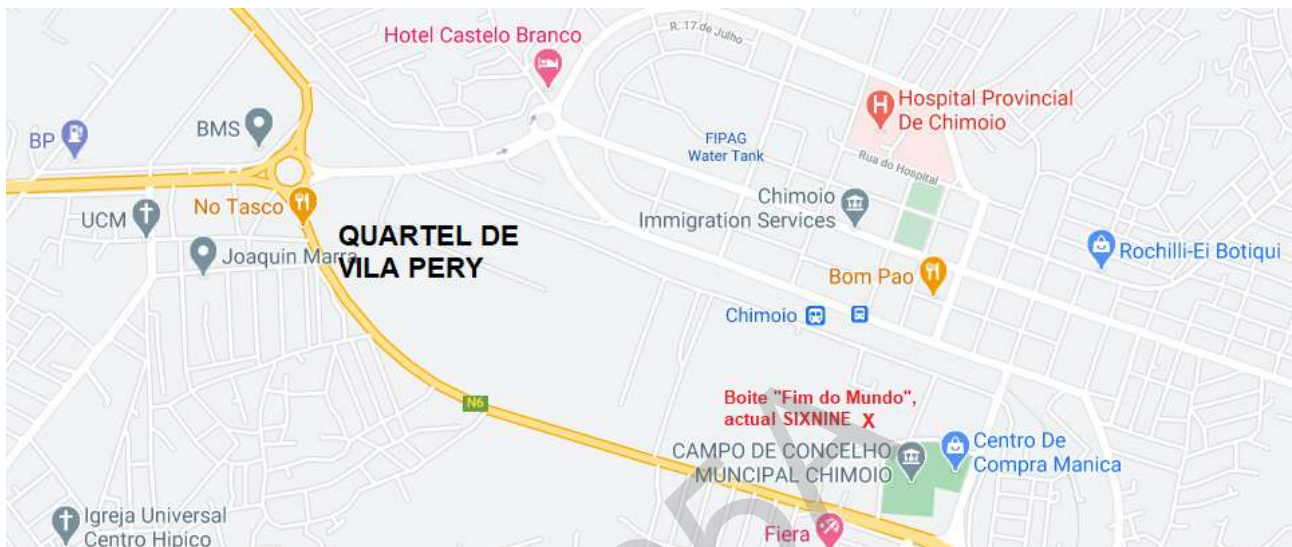 Hotel Castelo Branco
R. 17 de Julho
Hospital Provincial
De Chimoio
BMS
BP
FIPAG
Water Tank
Rua do Hospital
Chimoio
Immigration Services
No Tasco
UCM
QUARTEL DE
VILA PERY
Joaquin Marra
Rochilli-Ei Botiqui
Bom Pao
Chimoio
N6
Boite "Fim do Mundo",
actual SIXNINE X
CAMPO DE CONCELHO
MUNCIPAL CHIMOIO
Centro De
Compra Manica
Igreja Universal
Centro Hipico
Fiera